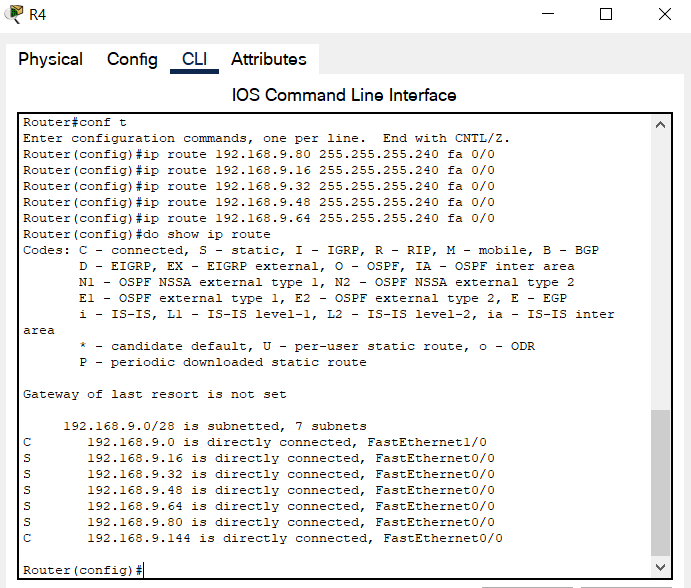 R4
Physical Config CLI Attributes
IOS Command Line Interface
Router#conf t
Enter configuration commands, one per line.  End with CNTL/Z.
Router(config)#ip route 192.168.9.80 255.255.255.240 fa 0/0
Router(config)#ip route 192.168.9.16 255.255.255.240 fa 0/0
Router(config)#ip route 192.168.9.32 255.255.255.240 fa 0/0
Router(config)#ip route 192.168.9.48 255.255.255.240 fa 0/0
Router(config)#ip route 192.168.9.64 255.255.255.240 fa 0/0
Router(config)#do show ip route
Codes: C - connected, S - static, I - IGRP, R - RIP, M - mobile, B - BGP
       D - EIGRP, EX - EIGRP external, O - OSPF, IA - OSPF inter area
       N1 - OSPF NSSA external type 1, N2 - OSPF NSSA external type 2
       E1 - OSPF external type 1, E2 - OSPF external type 2, E - EGP
       i - IS-IS, L1 - IS-IS level-1, L2 - IS-IS level-2, ia - IS-IS inter
area
       * - candidate default, U - per-user static route, o - ODR
       P - periodic downloaded static route
Gateway of last resort is not set
     192.168.9.0/28 is subnetted, 7 subnets
C       192.168.9.0 is directly connected, FastEthernet1/0
S       192.168.9.16 is directly connected, FastEthernet0/0
S       192.168.9.32 is directly connected, FastEthernet0/0
S       192.168.9.48 is directly connected, FastEthernet0/0
S       192.168.9.64 is directly connected, FastEthernet0/0
S       192.168.9.80 is directly connected, FastEthernet0/0
C       192.168.9.144 is directly connected, FastEthernet0/0
Router(config)#